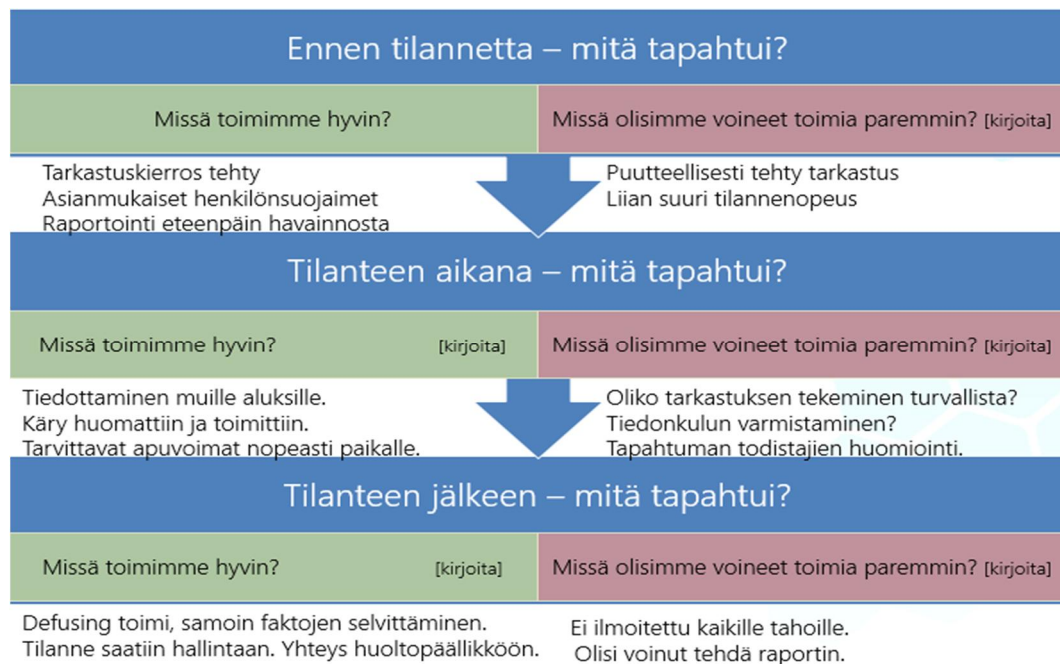 Ennen tilannetta – mitä tapahtui?
Missä toimimme hyvin?
Missä olisimme voineet toimia paremmin? [kirjoita]
Tarkastuskierros tehty
Asianmukaiset henkilönsuojaimet
Raportointi eteenpäin havainnosta
Puutteellisesti tehty tarkastus
Liian suuri tilannenopeus
Tilanteen aikana – mitä tapahtui?
Missä toimimme hyvin? [kirjoita]
Missä olisimme voineet toimia paremmin? [kirjoita]
Tiedottaminen muille aluksille.
Käry huomattiin ja toimittiin.
Tarvittavat apuvoimat nopeasti paikalle.
Oliko tarkastuksen tekeminen turvallista?
Tiedonkulun varmistaminen?
Tapahtuman todistajien huomiointi.
Tilanteen jälkeen – mitä tapahtui?
Missä toimimme hyvin? [kirjoita]
Missä olisimme voineet toimia paremmin? [kirjoita]
Defusing toimi, samoin faktojen selvittäminen.
Tilanne saatiin hallintaan. Yhteys huoltopäällikköön.
Ei ilmoitettu kaikille tahoille.
Olisi voinut tehdä raportin.